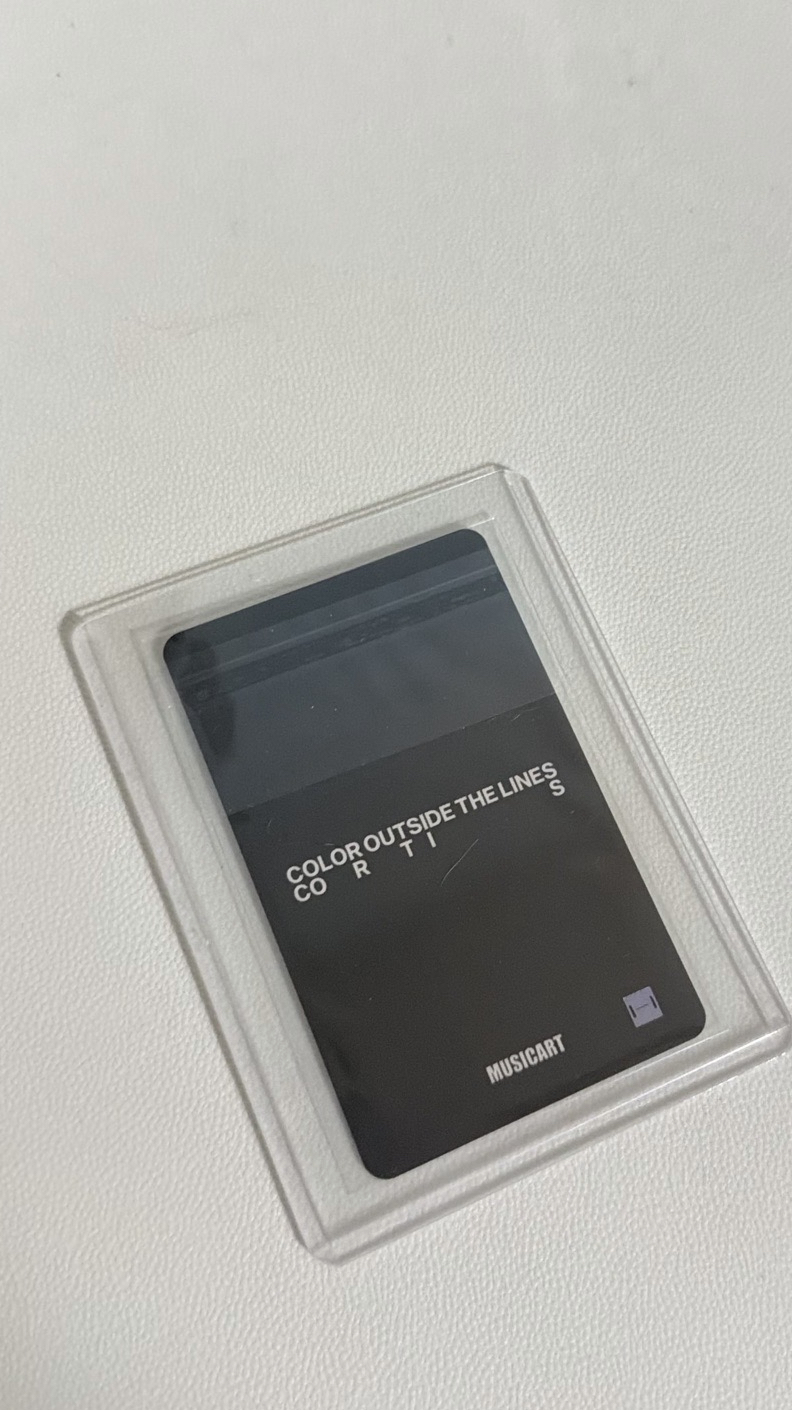 COLOR OUTSIDE THE LINES
CO R T I S
MUSICART